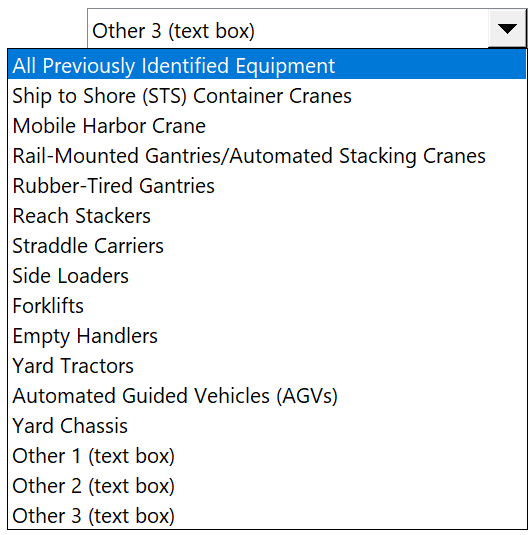 Other 3 (text box)
All Previously Identified Equipment
Ship to Shore (STS) Container Cranes
Mobile Harbor Crane
Rail-Mounted Gantries/Automated Stacking Cranes
Rubber-Tired Gantries
Reach Stackers
Straddle Carriers
Side Loaders
Forklifts
Empty Handlers
Yard Tractors
Automated Guided Vehicles (AGVs)
Yard Chassis
Other 1 (text box)
Other 2 (text box)
Other 3 (text box)